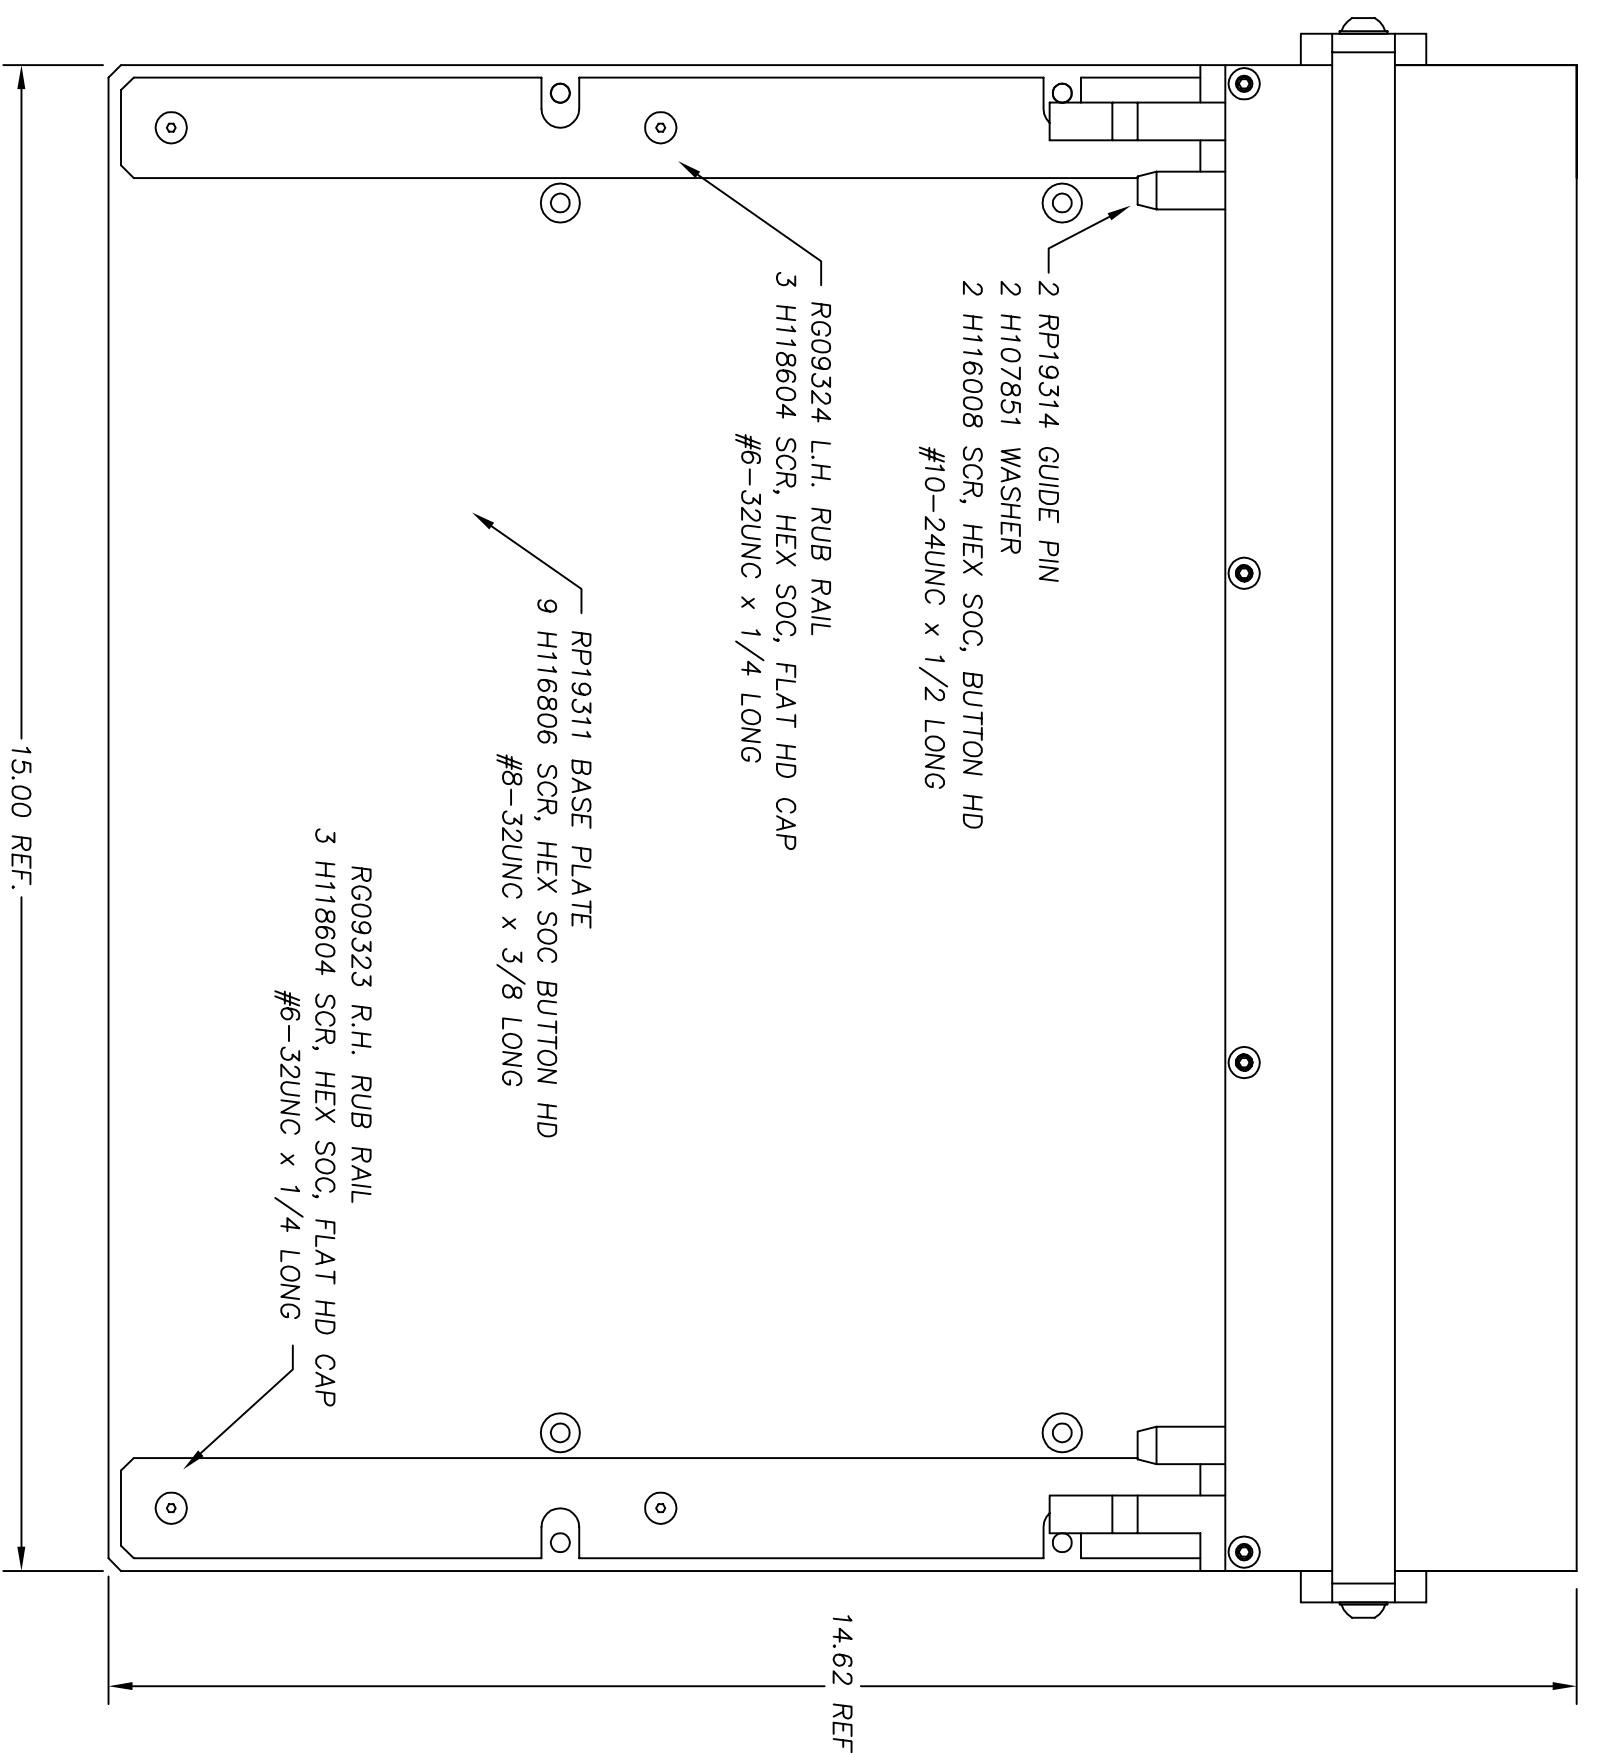 2 RP19314 GUIDE PIN
2 H107851 WASHER
2 H116008 SCR, HEX SOC, BUTTON HD
#10-24UNC x 1/2 LONG
RG09324 L.H. RUB RAIL
3 H118604 SCR, HEX SOC, FLAT HD CAP
#6-32UNC x 1/4 LONG
RP19311 BASE PLATE
9 H116806 SCR, HEX SOC BUTTON HD
#8-32UNC x 3/8 LONG
RG09323 R.H. RUB RAIL
3 H118604 SCR, HEX SOC, FLAT HD CAP
#6-32UNC x 1/4 LONG
14.62 REF
15.00 REF.